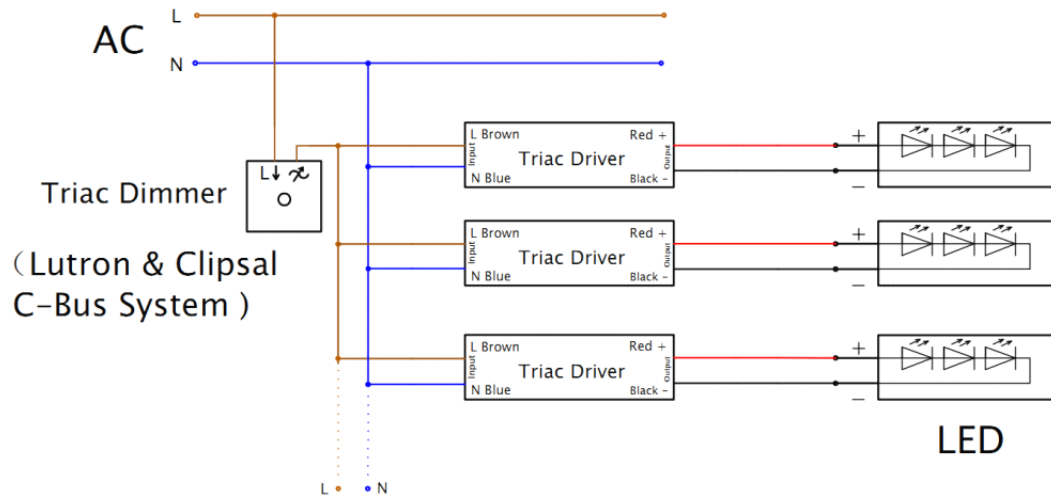 L
AC
N
L Brown
Red +
Input
Triac Driver
Output
N Blue
Black -
+
−
L
Triac Dimmer
(Lutron & Clipsal
C-Bus System )
L Brown
Red +
Input
Triac Driver
Output
N Blue
Black -
+
−
L Brown
Red +
Input
Triac Driver
Output
N Blue
Black -
+
−
LED
L
N